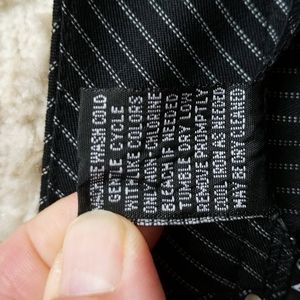 WASH COLD
GENTLE CYCLE
WITH LIKE COLORS
ONLY NON-CHLORINE
BLEACH IF NEEDED
TUMBLE DRY LOW
REMOVE PROMPTLY
COOL IRON AS NEEDED
MAY BE DRY CLEANED